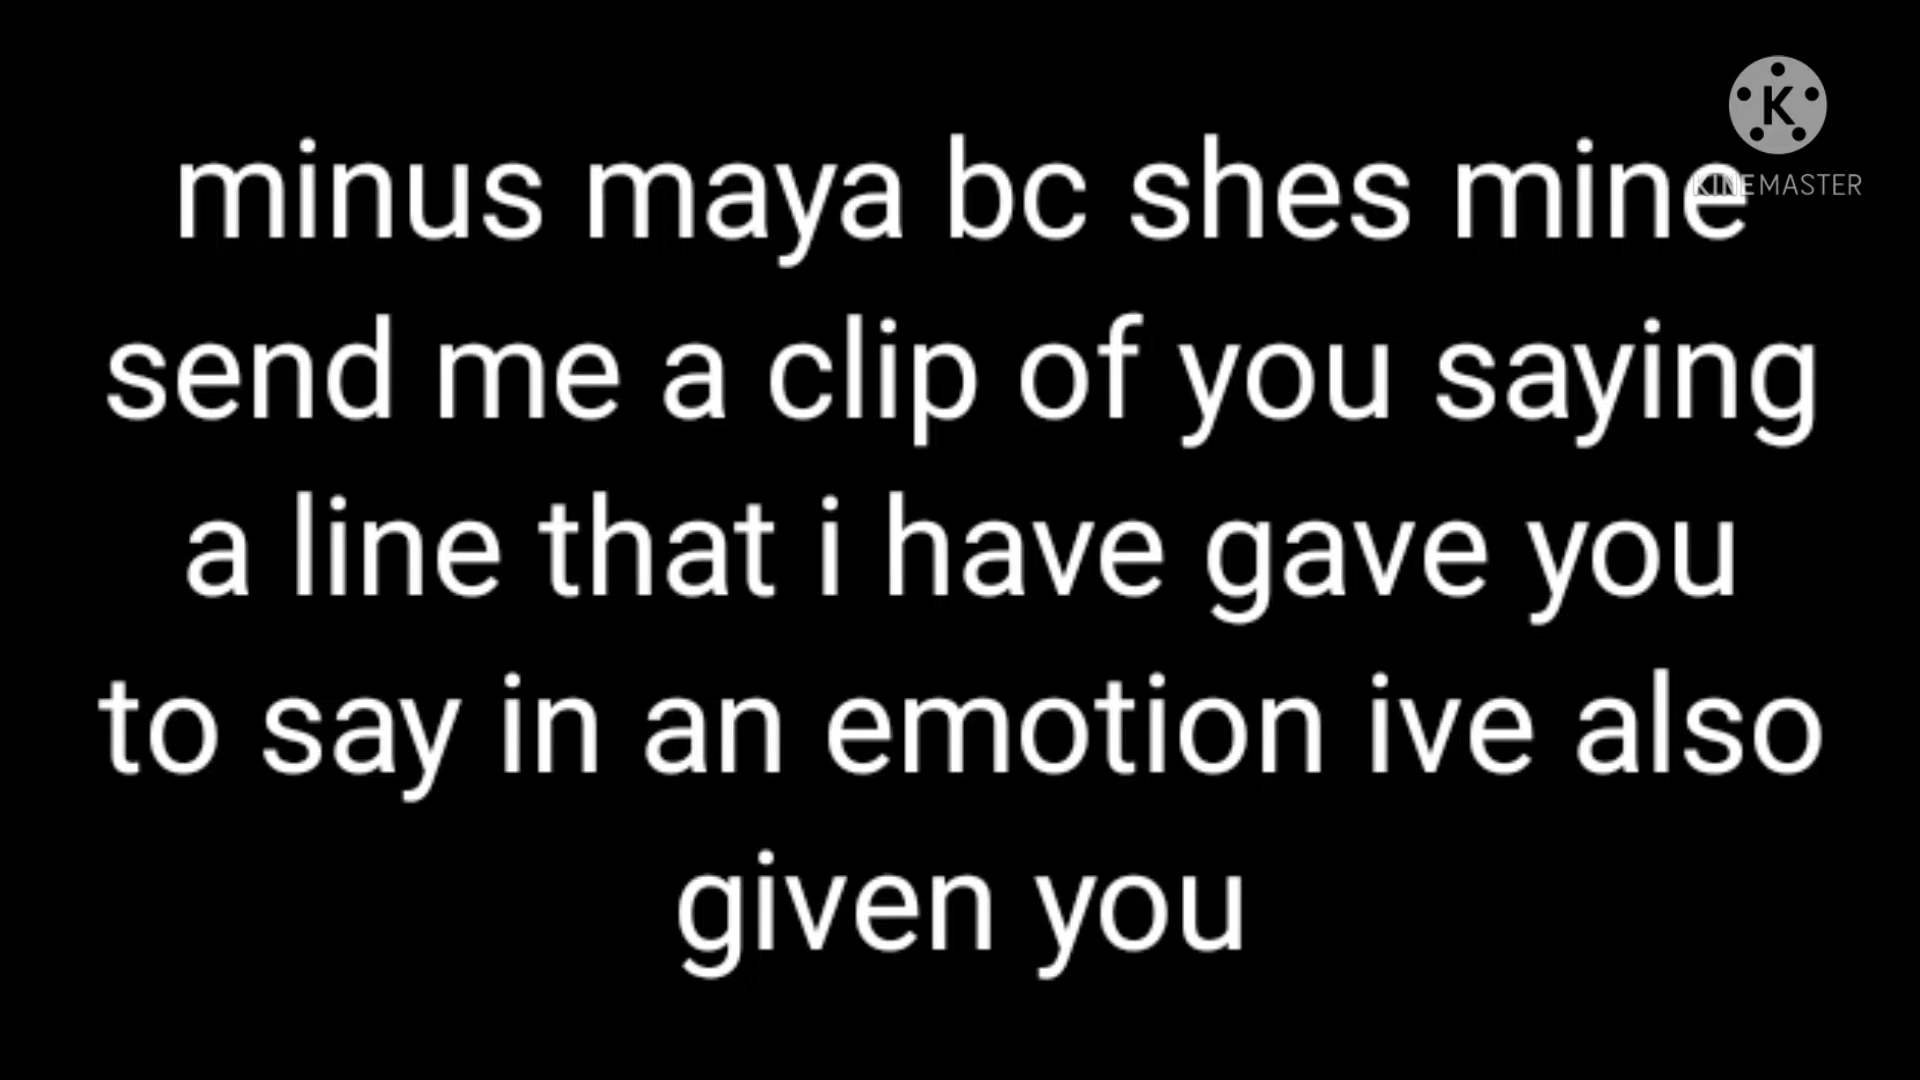 minus maya bc shes mine
KINEMASTER
send me a clip of you saying
a line that i have gave you
to say in an emotion ive also
given you